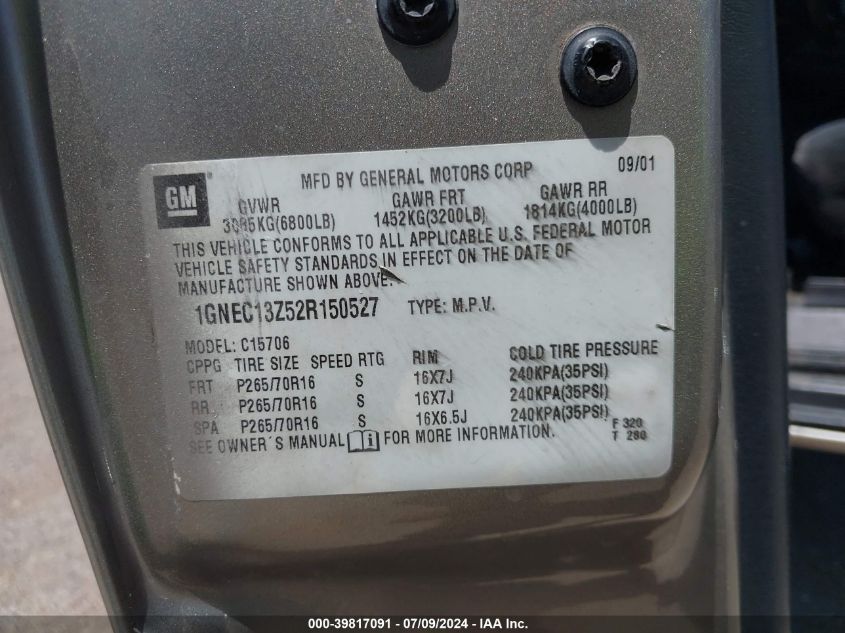 GM
MFD BY GENERAL MOTORS CORP 09/01
GVWR GAWR FRT GAWR RR
3085KG(6800LB) 1452KG(3200LB) 1814KG(4000LB)
THIS VEHICLE CONFORMS TO ALL APPLICABLE U.S. FEDERAL MOTOR
VEHICLE SAFETY STANDARDS IN EFFECT ON THE DATE OF
MANUFACTURE SHOWN ABOVE.
1GNEC13Z52R150527 TYPE: M.P.V.
MODEL: C15706
CPPG TIRE SIZE SPEED RTG RIM COLD TIRE PRESSURE
FRT P265/70R16 S 16X7J 240KPA(35PSI)
RR P265/70R16 S 16X7J 240KPA(35PSI)
SPA P265/70R16 S 16X6.5J 240KPA(35PSI)
SEE OWNER'S MANUAL FOR MORE INFORMATION.
F 320
T 280
000-39817091 - 07/09/2024 - IAA Inc.